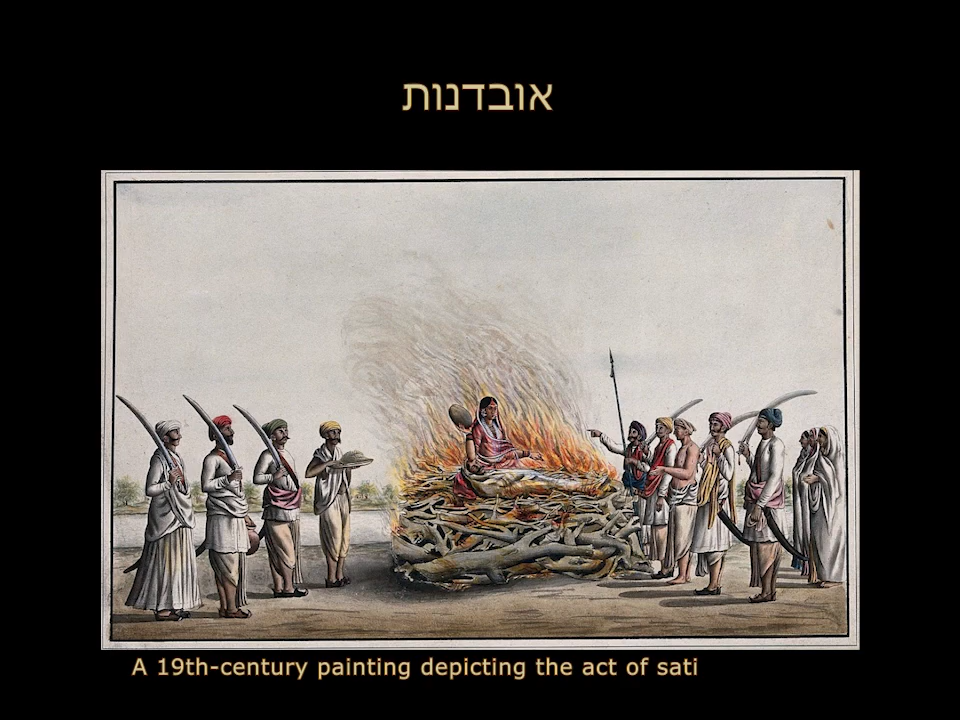 אובדנות
A 19th-century painting depicting the act of sati